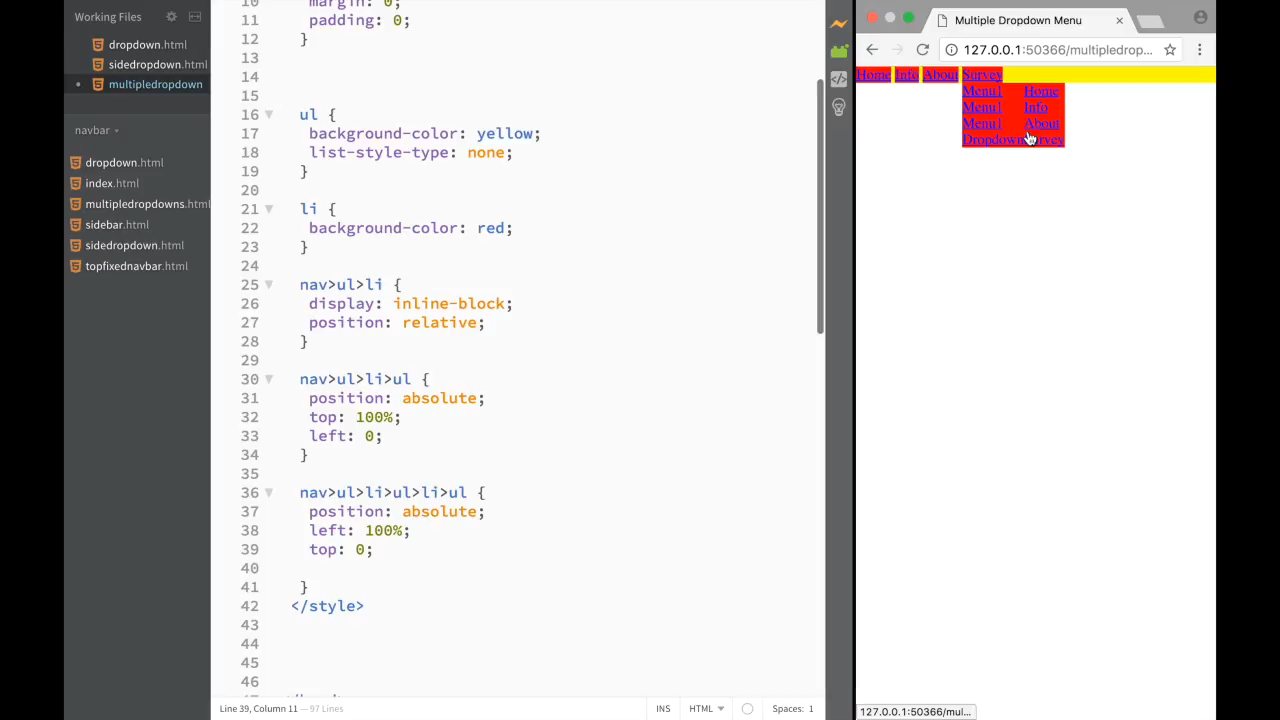 Working Files
dropdown.html
sidedropdown.html
multipledropdown
navbar
dropdown.html
index.html
multipledropdowns.html
sidebar.html
sidedropdown.html
topfixednavbar.html
10 margin: 0;
11 padding: 0;
12 }
13
14
15
16 ul {
17 background-color: yellow;
18 list-style-type: none;
19 }
20
21 li {
22 background-color: red;
23 }
24
25 nav>ul>li {
26 display: inline-block;
27 position: relative;
28 }
29
30 nav>ul>li>ul {
31 position: absolute;
32 top: 100%;
33 left: 0;
34 }
35
36 nav>ul>li>ul>li>ul {
37 position: absolute;
38 left: 100%;
39 top: 0;
40
41 }
42 </style>
43
44
45
46
Line 39, Column 11 — 97 Lines
INS HTML Spaces: 1
Multiple Dropdown Menu
127.0.0.1:50366/multipledrop...
Home Info About Survey
Menu1 Home
Menu1 Info
Menu1 About
Dropdown
127.0.0.1:50366/mul...